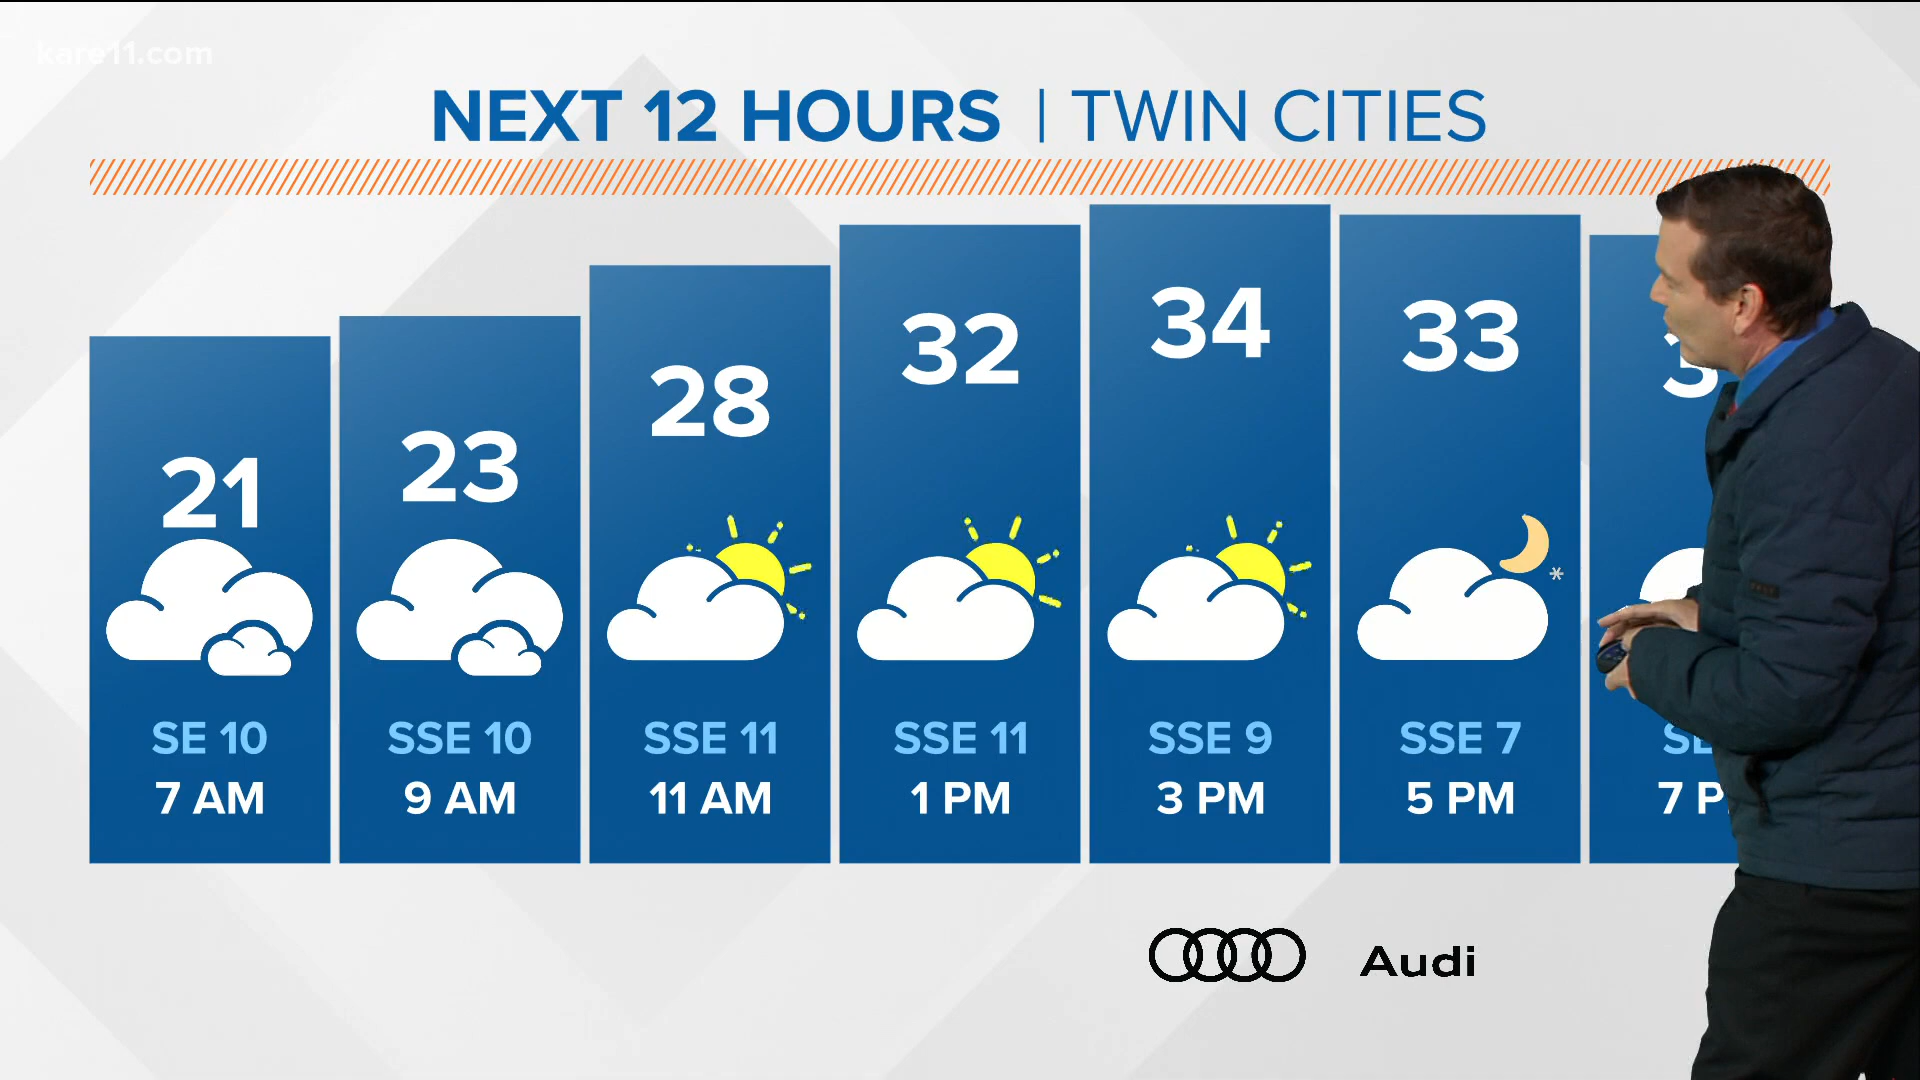 kare11.com
NEXT 12 HOURS | TWIN CITIES
21 23 28 32 34 33
SE 10 SSE 10 SSE 11 SSE 11 SSE 9 SSE 7
7 AM 9 AM 11 AM 1 PM 3 PM 5 PM 7 P
Audi